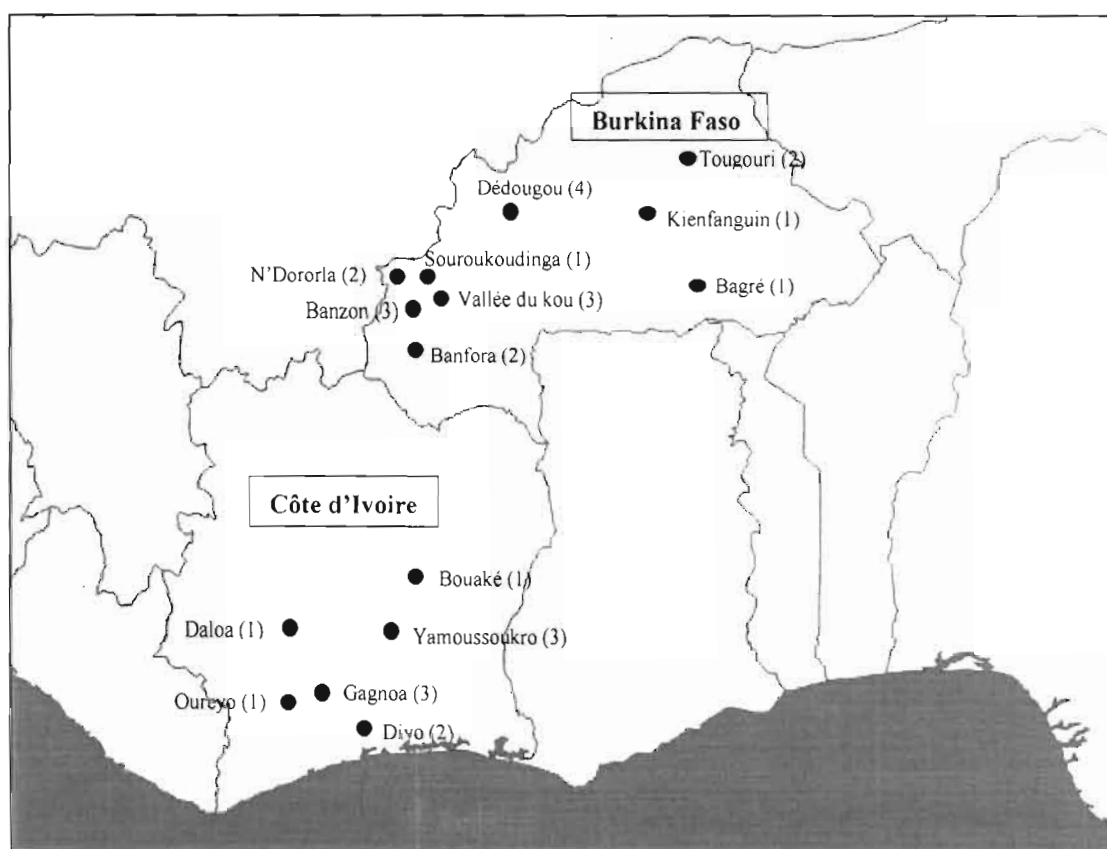 Burkina Faso
Tougouri (2)
Dédougou (4)
Kienfanguin (1)
Souroukoudinga (1)
N'Dororla (2)
Bagré (1)
Vallée du kou (3)
Banzon (3)
Banfora (2)
Côte d'Ivoire
Bouaké (1)
Daloa (1)
Yamoussoukro (3)
Gagnoa (3)
Oureyo (1)
Divo (2)